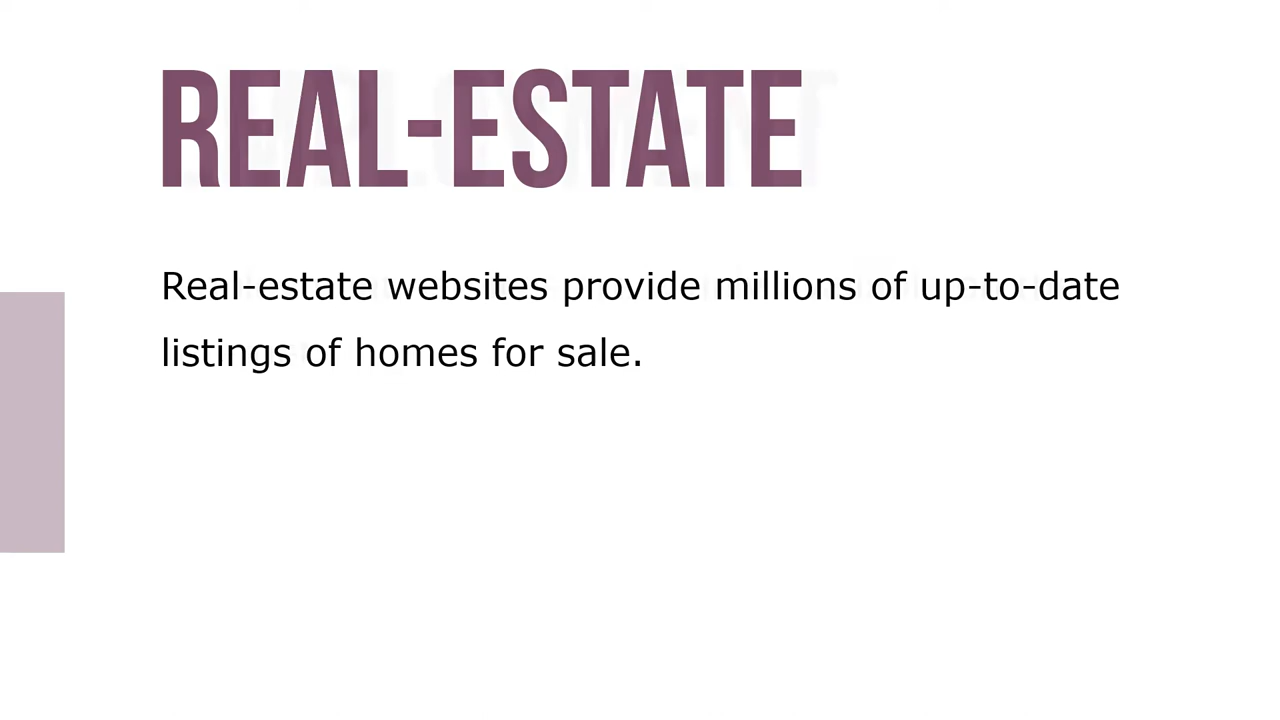 REAL-ESTATE
Real-estate websites provide millions of up-to-date
listings of homes for sale.